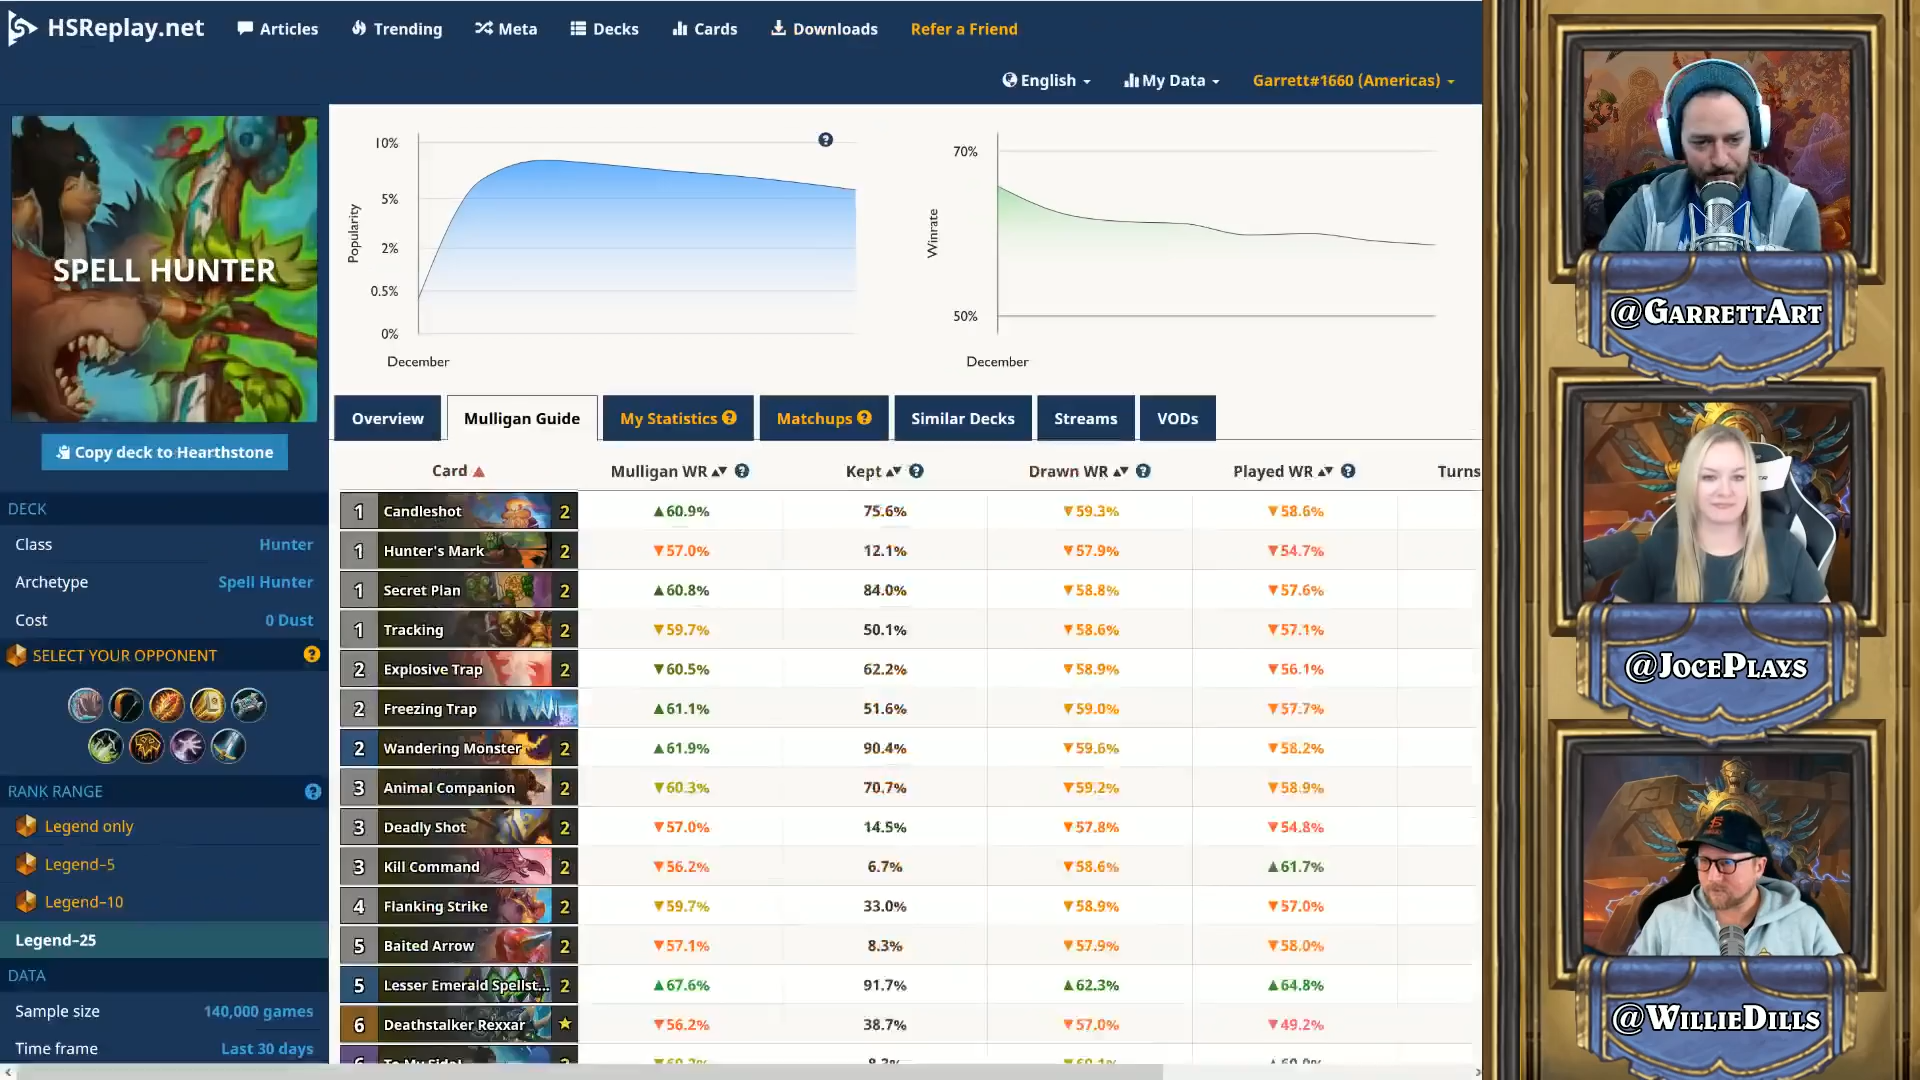 HSReplay.net
Articles
Trending
Meta
Decks
Cards
Downloads
Refer a Friend
English
My Data
Garrett#1660 (Americas)
SPELL HUNTER
Copy deck to Hearthstone
DECK
Class Hunter
Archetype Spell Hunter
Cost 0 Dust
SELECT YOUR OPPONENT ?
RANK RANGE ?
Legend only
Legend–5
Legend–10
Legend–25
DATA
Sample size 140,000 games
Time frame Last 30 days
Popularity
10%
5%
2%
0.5%
0%
December
?
Winrate
70%
50%
December
Overview
Mulligan Guide
My Statistics ?
Matchups ?
Similar Decks
Streams
VODs
Card ▲ Mulligan WR ▲▼ ? Kept ▲▼ ? Drawn WR ▲▼ ? Played WR ▲▼ ? Turns
1 Candleshot 2 ▲60.9% 75.6% ▼59.3% ▼58.6%
1 Hunter's Mark 2 ▼57.0% 12.1% ▼57.9% ▼54.7%
1 Secret Plan 2 ▲60.8% 84.0% ▼58.8% ▼57.6%
1 Tracking 2 ▼59.7% 50.1% ▼58.6% ▼57.1%
2 Explosive Trap 2 ▼60.5% 62.2% ▼58.9% ▼56.1%
2 Freezing Trap 2 ▲61.1% 51.6% ▼59.0% ▼57.7%
2 Wandering Monster 2 ▲61.9% 90.4% ▼59.6% ▼58.2%
3 Animal Companion 2 ▼60.3% 70.7% ▼59.2% ▼58.9%
3 Deadly Shot 2 ▼57.0% 14.5% ▼57.8% ▼54.8%
3 Kill Command 2 ▼56.2% 6.7% ▼58.6% ▲61.7%
4 Flanking Strike 2 ▼59.7% 33.0% ▼58.9% ▼57.0%
5 Baited Arrow 2 ▼57.1% 8.3% ▼57.9% ▼58.0%
5 Lesser Emerald Spellst... 2 ▲67.6% 91.7% ▲62.3% ▲64.8%
6 Deathstalker Rexxar ★ ▼56.2% 38.7% ▼57.0% ▼49.2%
@GarrettArt
@JocePlays
@WillieDills